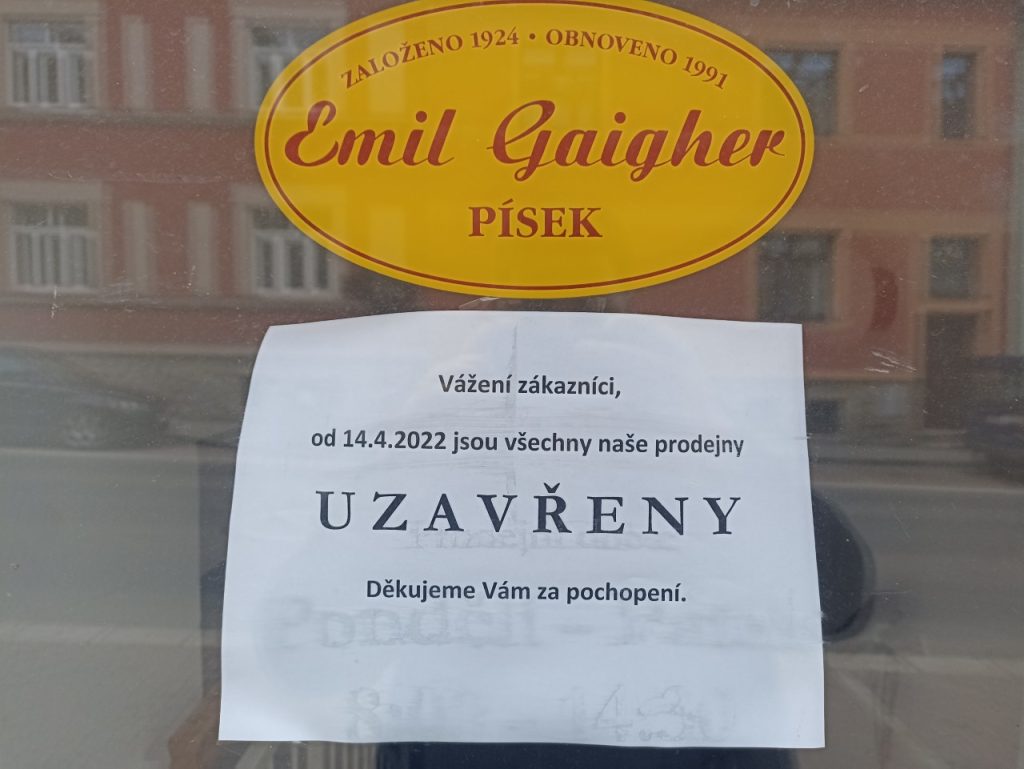 ZALOŽENO 1924 • OBNOVENO 1991
Emil Gaigher
PÍSEK
Vážení zákazníci,
od 14.4.2022 jsou všechny naše prodejny
UZAVŘENY
Děkujeme Vám za pochopení.